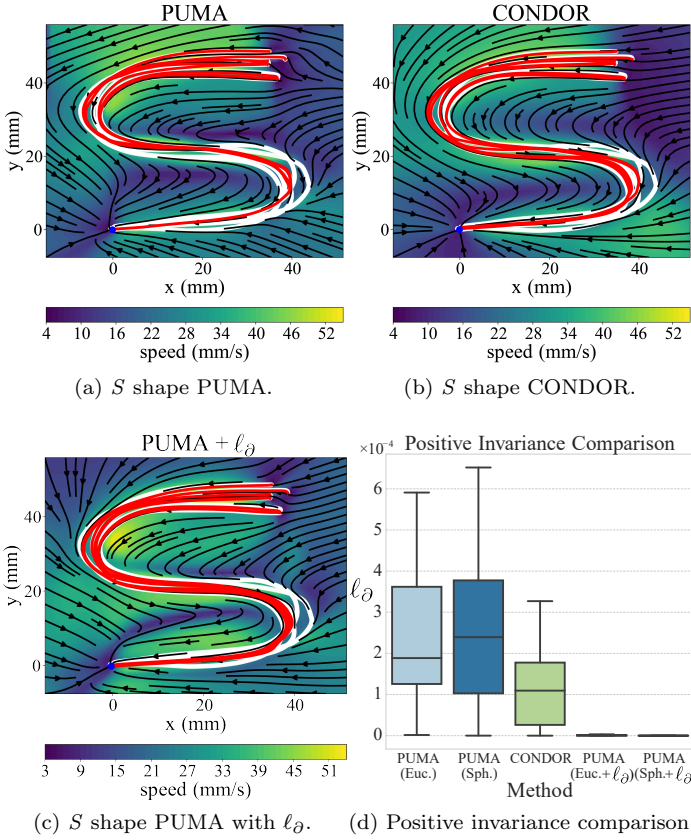 PUMA
y (mm)
40
20
0
0 20 40
x (mm)
4 10 16 22 28 34 40 46 52
speed (mm/s)
(a) S shape PUMA.
CONDOR
y (mm)
40
20
0
0 20 40
x (mm)
4 10 16 22 28 34 40 46 52
speed (mm/s)
(b) S shape CONDOR.
PUMA + ℓ∂
y (mm)
40
20
0
0 20 40
x (mm)
3 9 15 21 27 33 39 45 51
speed (mm/s)
(c) S shape PUMA with ℓ∂.
Positive Invariance Comparison
×10⁻⁴
ℓ∂
6
5
4
3
2
1
0
PUMA (Euc.)
PUMA (Sph.)
CONDOR
PUMA (Euc.+ℓ∂)
PUMA (Sph.+ℓ∂)
Method
(d) Positive invariance comparison